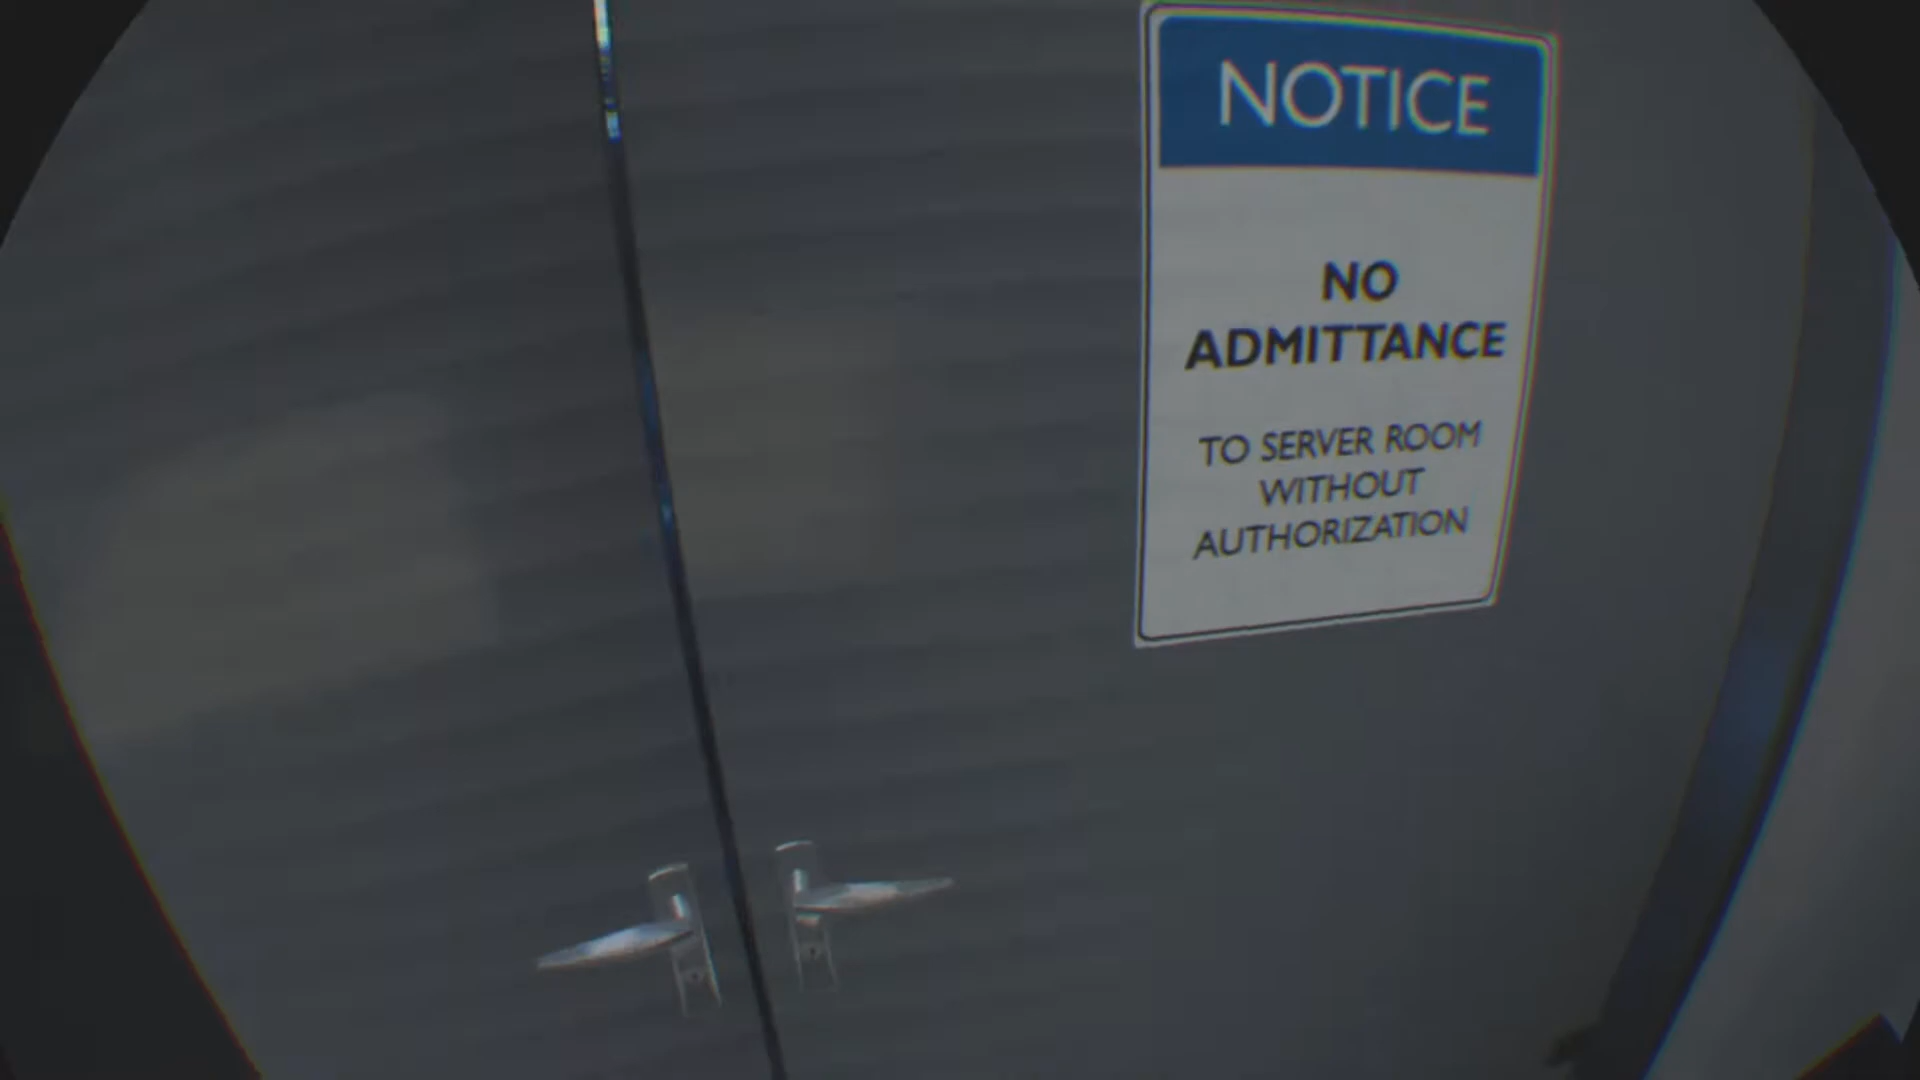 NOTICE
NO
ADMITTANCE
TO SERVER ROOM
WITHOUT
AUTHORIZATION